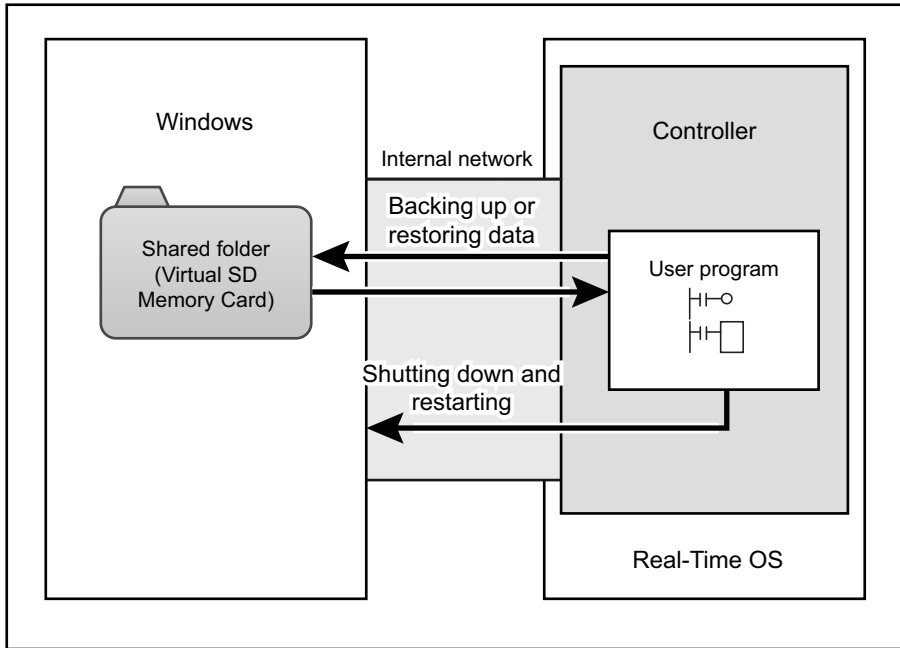 Windows
Shared folder
(Virtual SD
Memory Card)
Internal network
Backing up or
restoring data
Shutting down and
restarting
Controller
User program
Real-Time OS